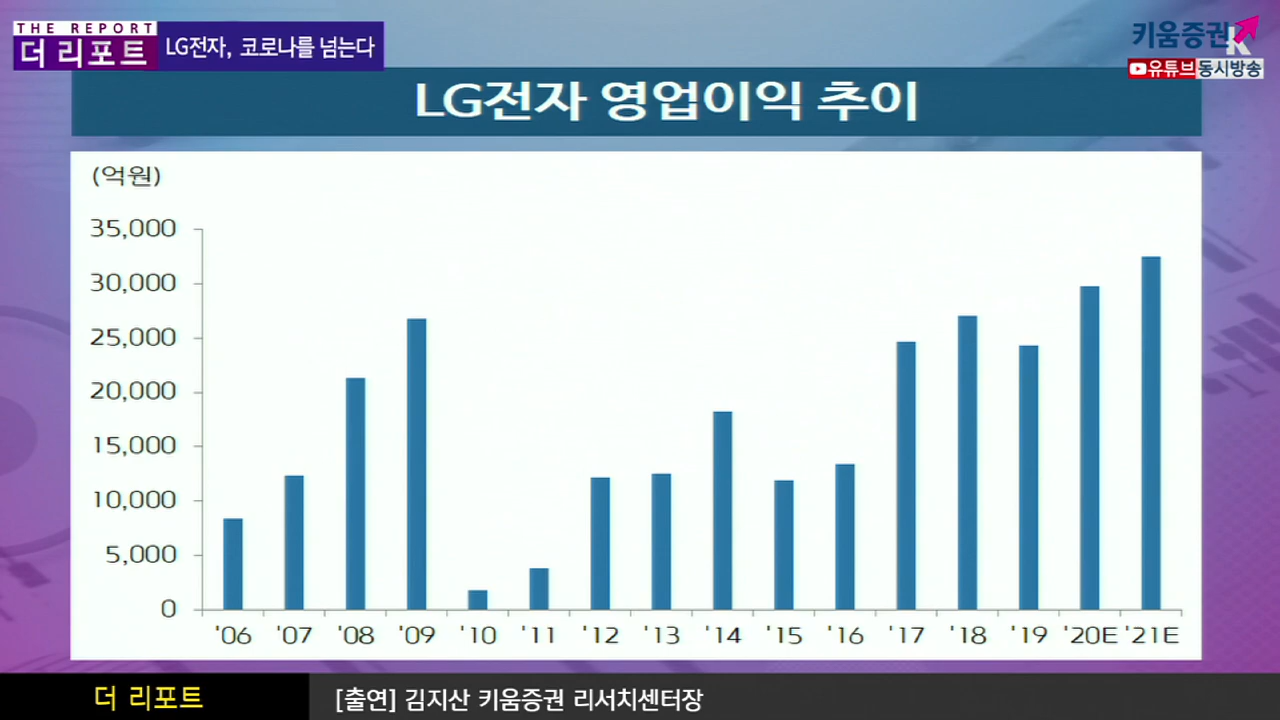 THE REPORT
더 리포트
LG전자, 코로나를 넘는다
키움증권
유튜브 동시방송
LG전자 영업이익 추이
(억원)
35,000
30,000
25,000
20,000
15,000
10,000
5,000
0
'06 '07 '08 '09 '10 '11 '12 '13 '14 '15 '16 '17 '18 '19 '20E '21E
더 리포트
[출연] 김지산 키움증권 리서치센터장